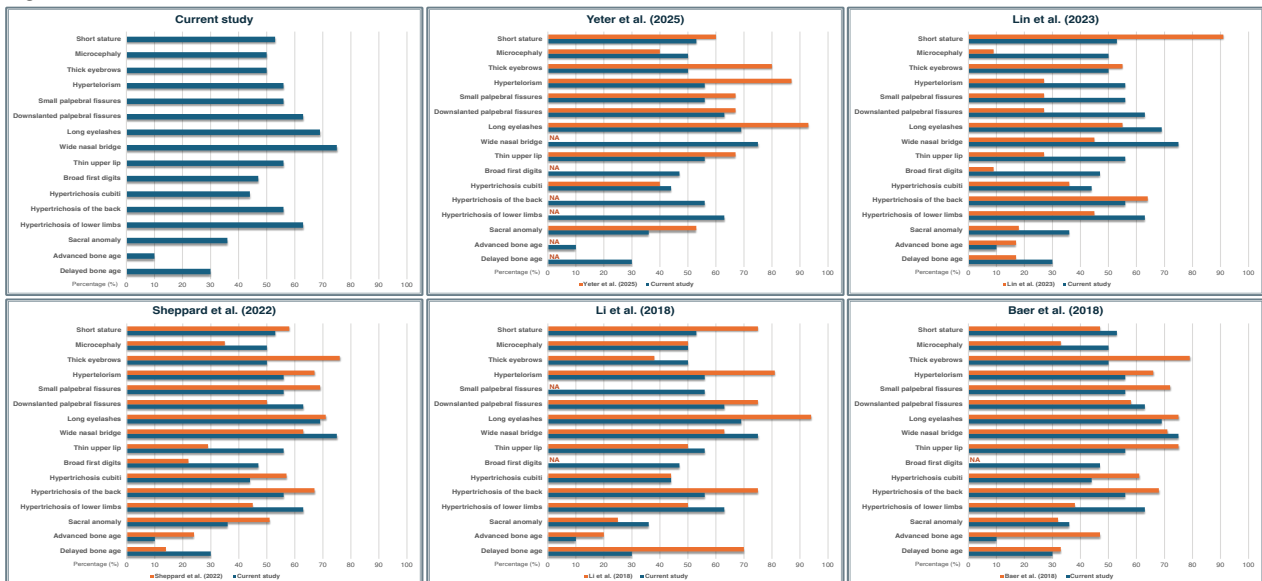 Current study
Short stature
Microcephaly
Thick eyebrows
Hypertelorism
Small palpebral fissures
Downslanted palpebral fissures
Long eyelashes
Wide nasal bridge
Thin upper lip
Broad first digits
Hypertrichosis cubiti
Hypertrichosis of the back
Hypertrichosis of lower limbs
Sacral anomaly
Advanced bone age
Delayed bone age
Percentage (%) 0 10 20 30 40 50 60 70 80 90 100
Yeter et al. (2025)
Short stature
Microcephaly
Thick eyebrows
Hypertelorism
Small palpebral fissures
Downslanted palpebral fissures
Long eyelashes
Wide nasal bridge NA
Thin upper lip
Broad first digits NA
Hypertrichosis cubiti
Hypertrichosis of the back NA
Hypertrichosis of lower limbs NA
Sacral anomaly
Advanced bone age NA
Delayed bone age NA
Percentage (%) 0 10 20 30 40 50 60 70 80 90 100
Yeter et al. (2025) Current study
Lin et al. (2023)
Short stature
Microcephaly
Thick eyebrows
Hypertelorism
Small palpebral fissures
Downslanted palpebral fissures
Long eyelashes
Wide nasal bridge
Thin upper lip
Broad first digits
Hypertrichosis cubiti
Hypertrichosis of the back
Hypertrichosis of lower limbs
Sacral anomaly
Advanced bone age
Delayed bone age
Percentage (%) 0 10 20 30 40 50 60 70 80 90 100
Lin et al. (2023) Current study
Sheppard et al. (2022)
Short stature
Microcephaly
Thick eyebrows
Hypertelorism
Small palpebral fissures
Downslanted palpebral fissures
Long eyelashes
Wide nasal bridge
Thin upper lip
Broad first digits
Hypertrichosis cubiti
Hypertrichosis of the back
Hypertrichosis of lower limbs
Sacral anomaly
Advanced bone age
Delayed bone age
Percentage (%) 0 10 20 30 40 50 60 70 80 90 100
Sheppard et al. (2022) Current study
Li et al. (2018)
Short stature
Microcephaly
Thick eyebrows
Hypertelorism
Small palpebral fissures NA
Downslanted palpebral fissures
Long eyelashes
Wide nasal bridge
Thin upper lip
Broad first digits NA
Hypertrichosis cubiti
Hypertrichosis of the back
Hypertrichosis of lower limbs
Sacral anomaly
Advanced bone age
Delayed bone age
Percentage (%) 0 10 20 30 40 50 60 70 80 90 100
Li et al. (2018) Current study
Baer et al. (2018)
Short stature
Microcephaly
Thick eyebrows
Hypertelorism
Small palpebral fissures
Downslanted palpebral fissures
Long eyelashes
Wide nasal bridge
Thin upper lip
Broad first digits NA
Hypertrichosis cubiti
Hypertrichosis of the back
Hypertrichosis of lower limbs
Sacral anomaly
Advanced bone age
Delayed bone age
Percentage (%) 0 10 20 30 40 50 60 70 80 90 100
Baer et al. (2018) Current study